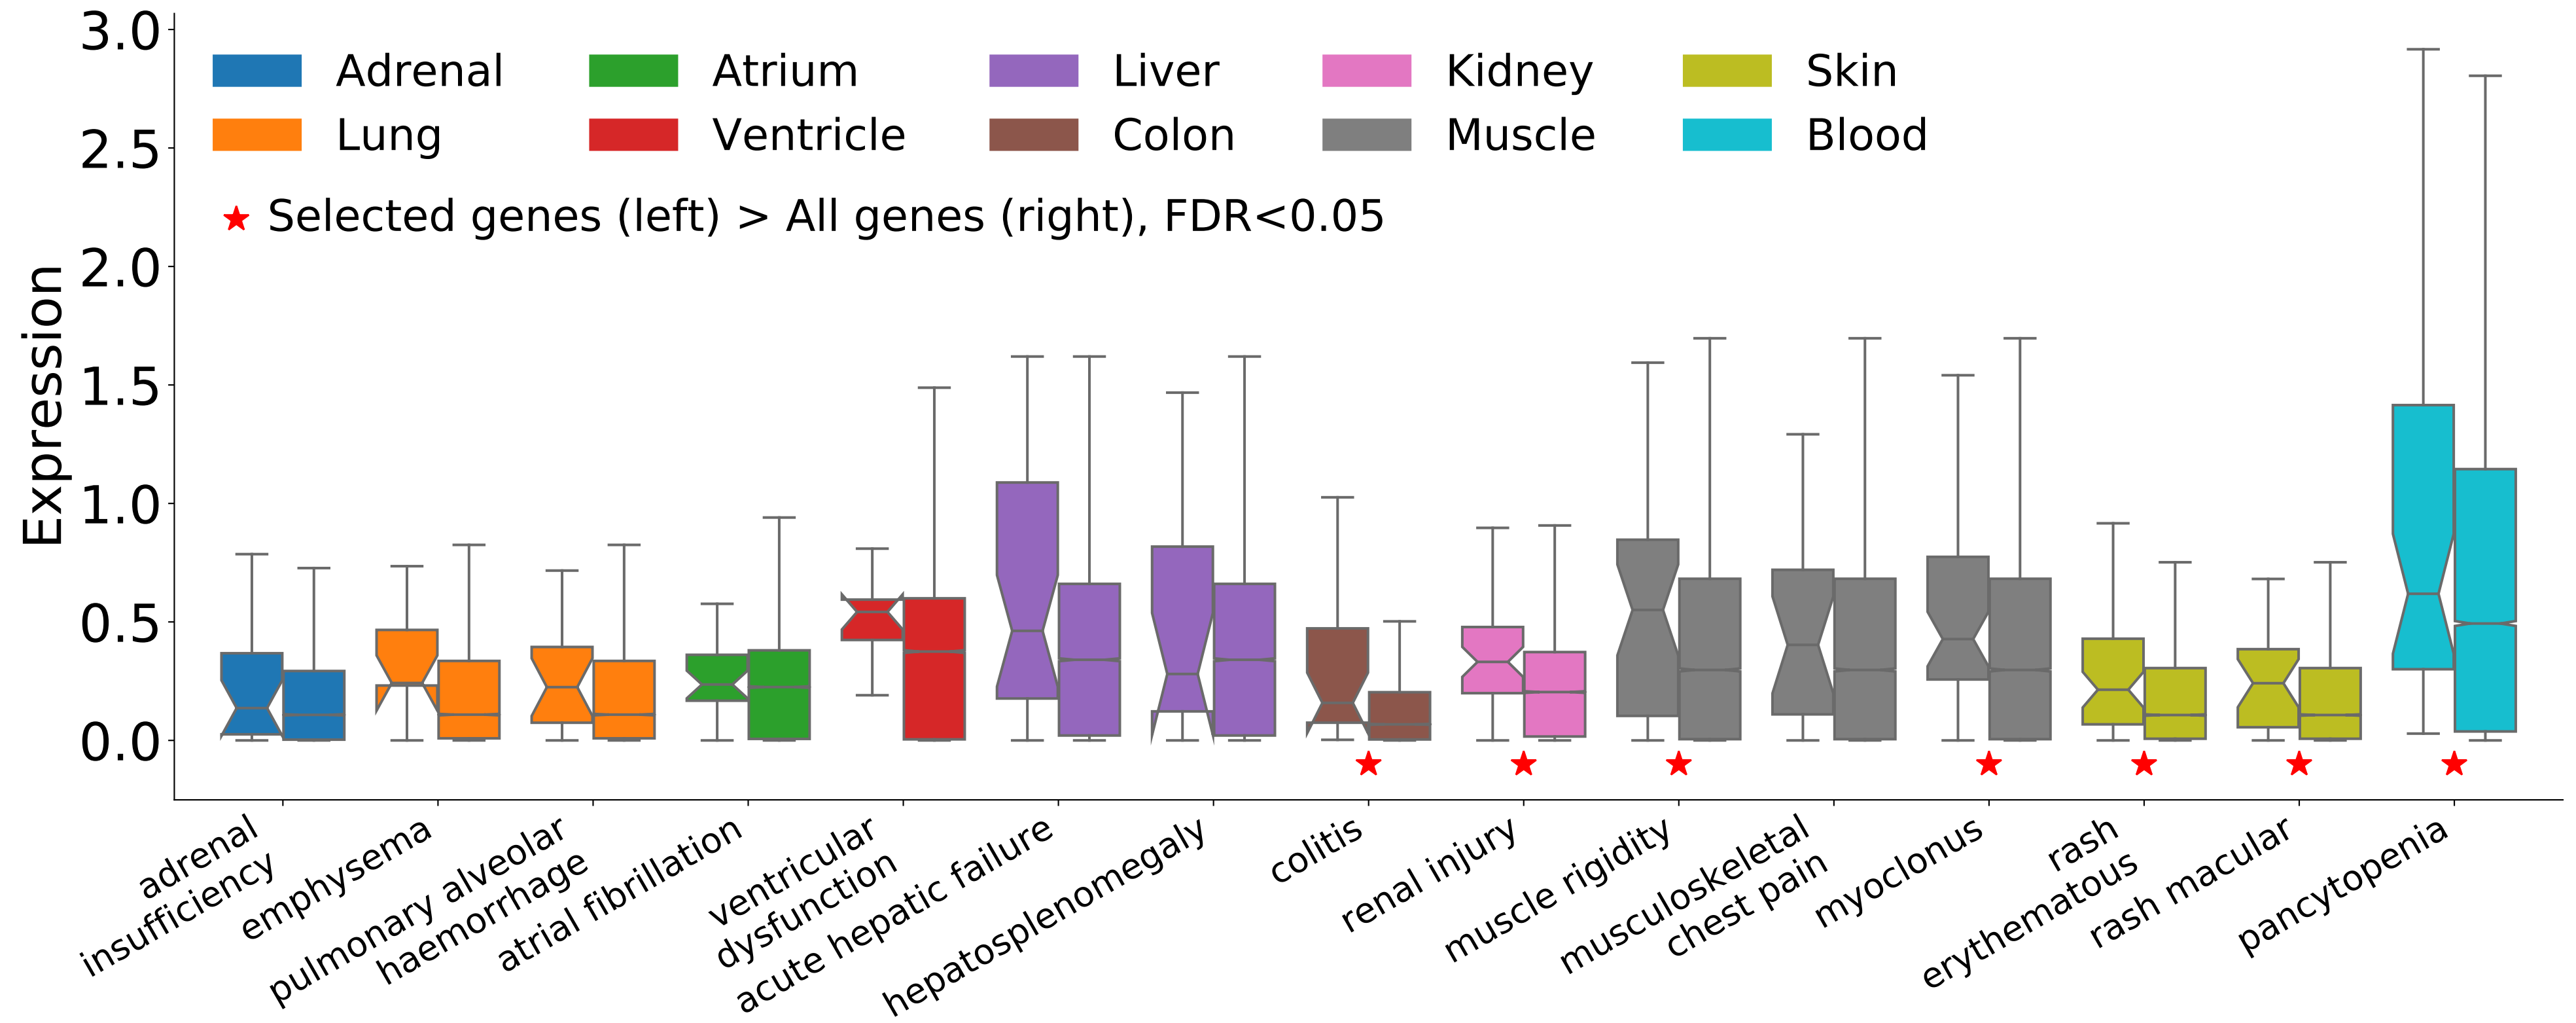 3.0
2.5
2.0
1.5
1.0
0.5
0.0
Expression
Adrenal
Atrium
Liver
Kidney
Skin
Lung
Ventricle
Colon
Muscle
Blood
★ Selected genes (left) > All genes (right), FDR<0.05
adrenal
insufficiency
emphysema
pulmonary alveolar
haemorrhage
atrial fibrillation
ventricular
dysfunction
acute hepatic failure
hepatosplenomegaly
colitis
renal injury
muscle rigidity
musculoskeletal
chest pain
myoclonus
rash
erythematous
rash macular
pancytopenia